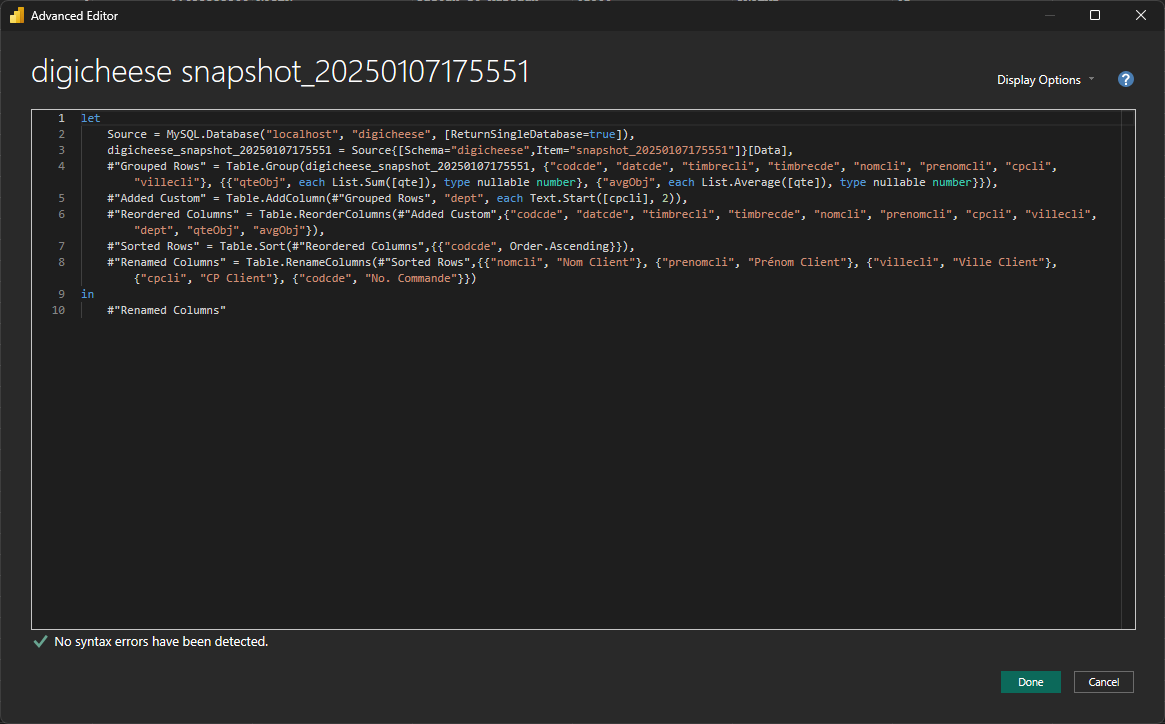 Advanced Editor
digicheese snapshot_20250107175551
Display Options
?
1 let
2 Source = MySQL.Database("localhost", "digicheese", [ReturnSingleDatabase=true]),
3 digicheese_snapshot_20250107175551 = Source{[Schema="digicheese",Item="snapshot_20250107175551"]}[Data],
4 #"Grouped Rows" = Table.Group(digicheese_snapshot_20250107175551, {"codcde", "datcde", "timbrecli", "timbrecde", "nomcli", "prenomcli", "cpcli",
"villecli"}, {{"qteObj", each List.Sum([qte]), type nullable number}, {"avgObj", each List.Average([qte]), type nullable number}}),
5 #"Added Custom" = Table.AddColumn(#"Grouped Rows", "dept", each Text.Start([cpcli], 2)),
6 #"Reordered Columns" = Table.ReorderColumns(#"Added Custom",{"codcde", "datcde", "timbrecli", "timbrecde", "nomcli", "prenomcli", "cpcli", "villecli",
"dept", "qteObj", "avgObj"}),
7 #"Sorted Rows" = Table.Sort(#"Reordered Columns",{{"codcde", Order.Ascending}}),
8 #"Renamed Columns" = Table.RenameColumns(#"Sorted Rows",{{"nomcli", "Nom Client"}, {"prenomcli", "Prénom Client"}, {"villecli", "Ville Client"},
{"cpcli", "CP Client"}, {"codcde", "No. Commande"}})
9 in
10 #"Renamed Columns"
No syntax errors have been detected.
Done
Cancel